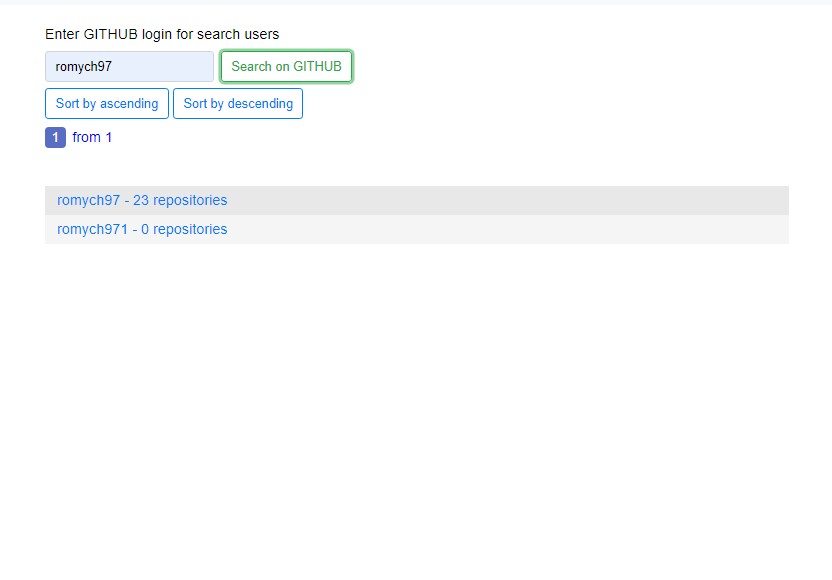 Enter GITHUB login for search users
romych97 Search on GITHUB
Sort by ascending Sort by descending
1 from 1
romych97 - 23 repositories
romych971 - 0 repositories